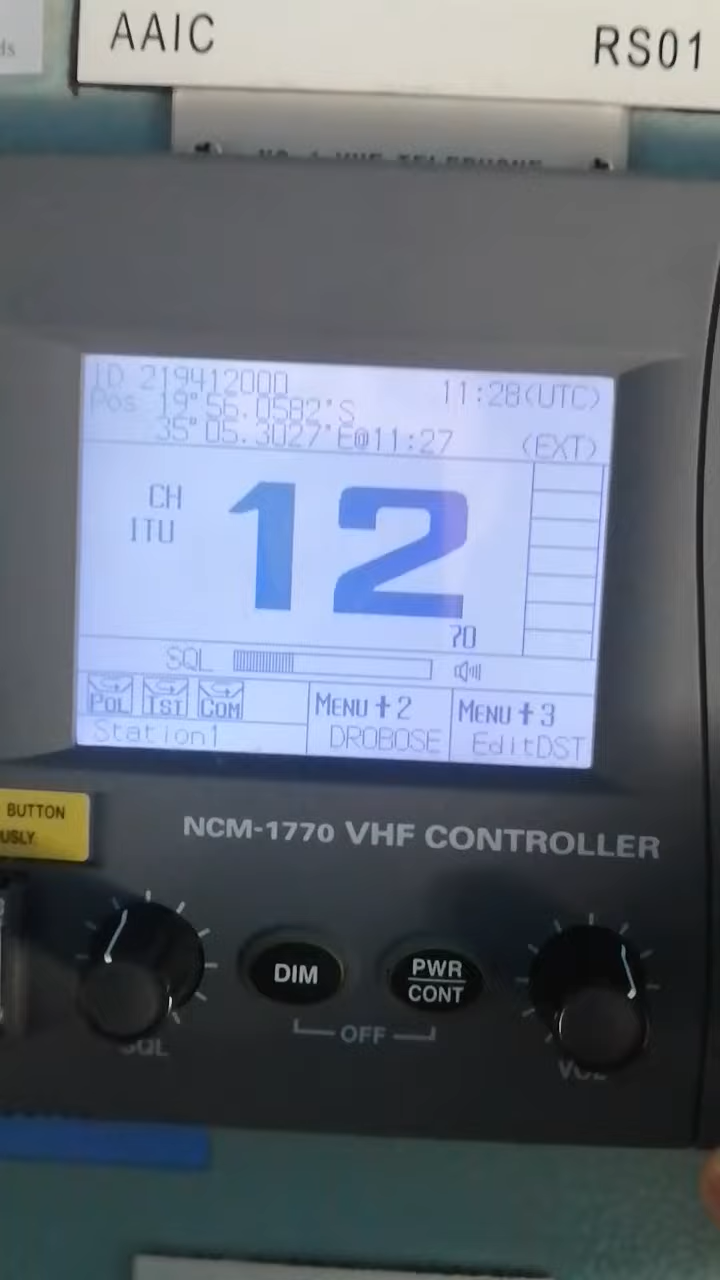 AAIC RS01
ID 219412000 11:28(UTC)
Pos 19°56.0582'S
35°05.3027'E@11:27 (EXT)
CH
ITU
12
70
SQL
POL TST COM MENU + 2 MENU + 3
Station1 DROBOSE EditDST
BUTTON
USLY
NCM-1770 VHF CONTROLLER
DIM PWR
CONT
OFF
SQL VOL